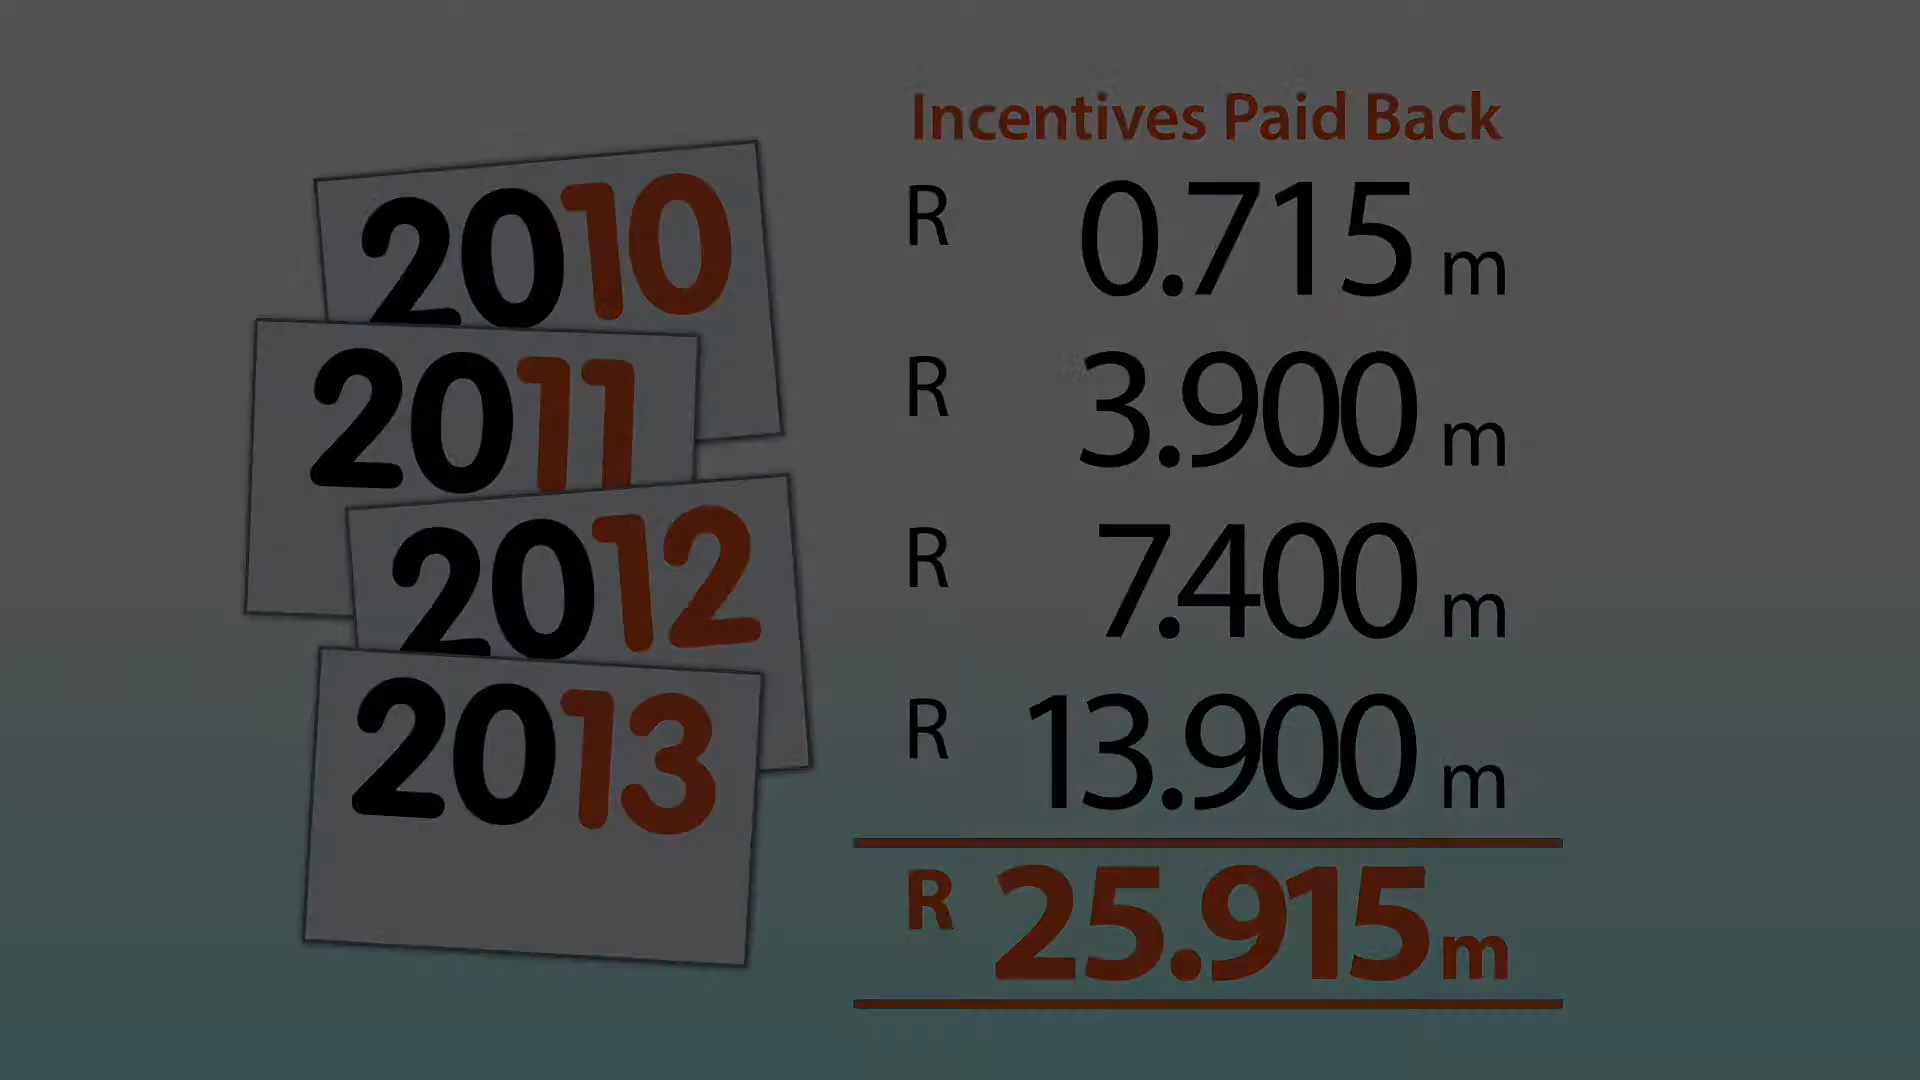 Incentives Paid Back
2010 R 0.715 m
2011 R 3.900 m
2012 R 7.400 m
2013 R 13.900 m
R 25.915 m